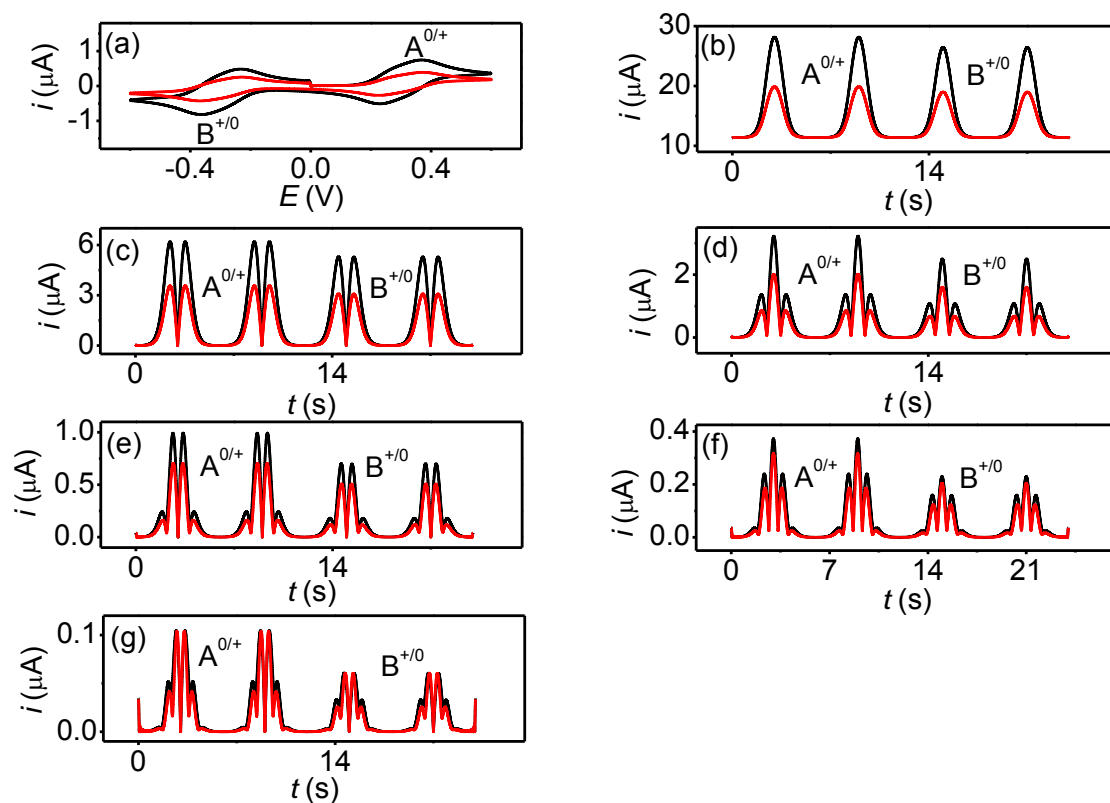 (a)
A0/+
1
0
-1
i (μA)
B+/0
-0.4
0.0
0.4
E (V)
(b)
30
20
10
i (μA)
A0/+
B+/0
0
14
t (s)
(c)
6
3
0
i (μA)
A0/+
B+/0
0
14
t (s)
(d)
2
0
i (μA)
A0/+
B+/0
0
14
t (s)
(e)
1.0
0.5
0.0
i (μA)
A0/+
B+/0
0
14
t (s)
(f)
0.4
0.2
0.0
i (μA)
A0/+
B+/0
0
7
14
21
t (s)
(g)
0.1
0.0
i (μA)
A0/+
B+/0
0
14
t (s)